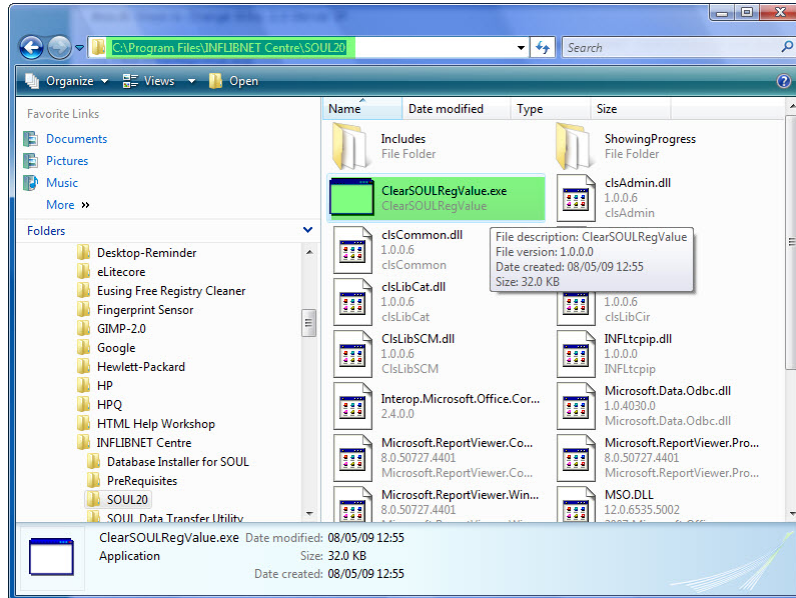 C:\Program Files\INFLIBNET Centre\SOUL20
Search
Organize Views Open
Favorite Links
Documents
Pictures
Music
More »
Folders
Desktop-Reminder
eLitecore
Eusing Free Registry Cleaner
Fingerprint Sensor
GIMP-2.0
Google
Hewlett-Packard
HP
HPQ
HTML Help Workshop
INFLIBNET Centre
Database Installer for SOUL
PreRequisites
SOUL20
SOUL Data Transfer Utility
Name Date modified Type Size
Includes
File Folder
ShowingProgress
File Folder
ClearSOULRegValue.exe
ClearSOULRegValue
clsAdmin.dll
1.0.0.6
clsAdmin
clsCommon.dll
1.0.0.6
clsCommon
File description: ClearSOULRegValue
File version: 1.0.0.0
Date created: 08/05/09 12:55
Size: 32.0 KB
clsLibCat.dll
1.0.0.6
clsLibCat
1.0.0.6
clsLibCir
ClsLibSCM.dll
1.0.0.6
ClsLibSCM
INFLtcpip.dll
1.0.0.0
INFLtcpip
Interop.Microsoft.Office.Cor...
2.4.0.0
Microsoft.Data.Odbc.dll
1.0.4030.0
Microsoft.Data.Odbc.dll
Microsoft.ReportViewer.Co...
8.0.50727.4401
Microsoft.ReportViewer.Co...
Microsoft.ReportViewer.Pro...
8.0.50727.4401
Microsoft.ReportViewer.Pro...
Microsoft.ReportViewer.Win...
8.0.50727.4401
MSO.DLL
12.0.6535.5002
ClearSOULRegValue.exe Date modified: 08/05/09 12:55
Application Size: 32.0 KB
Date created: 08/05/09 12:55